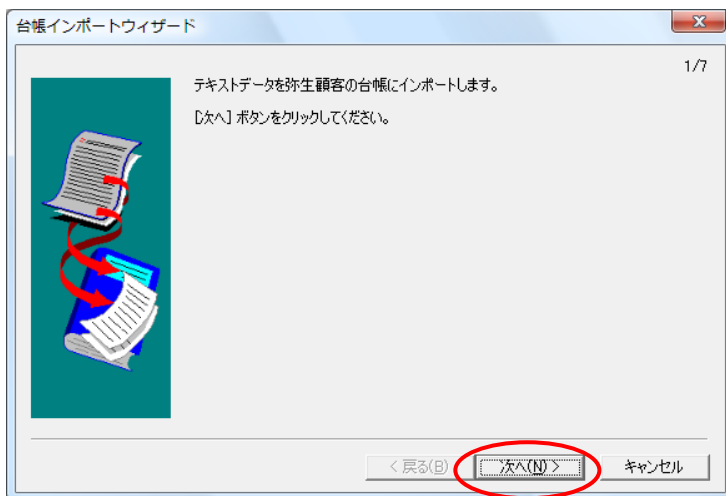 台帳インポートウィザード
1/7
テキストデータを弥生顧客の台帳にインポートします。
[次へ] ボタンをクリックしてください。
< 戻る(B)
次へ(N) >
キャンセル